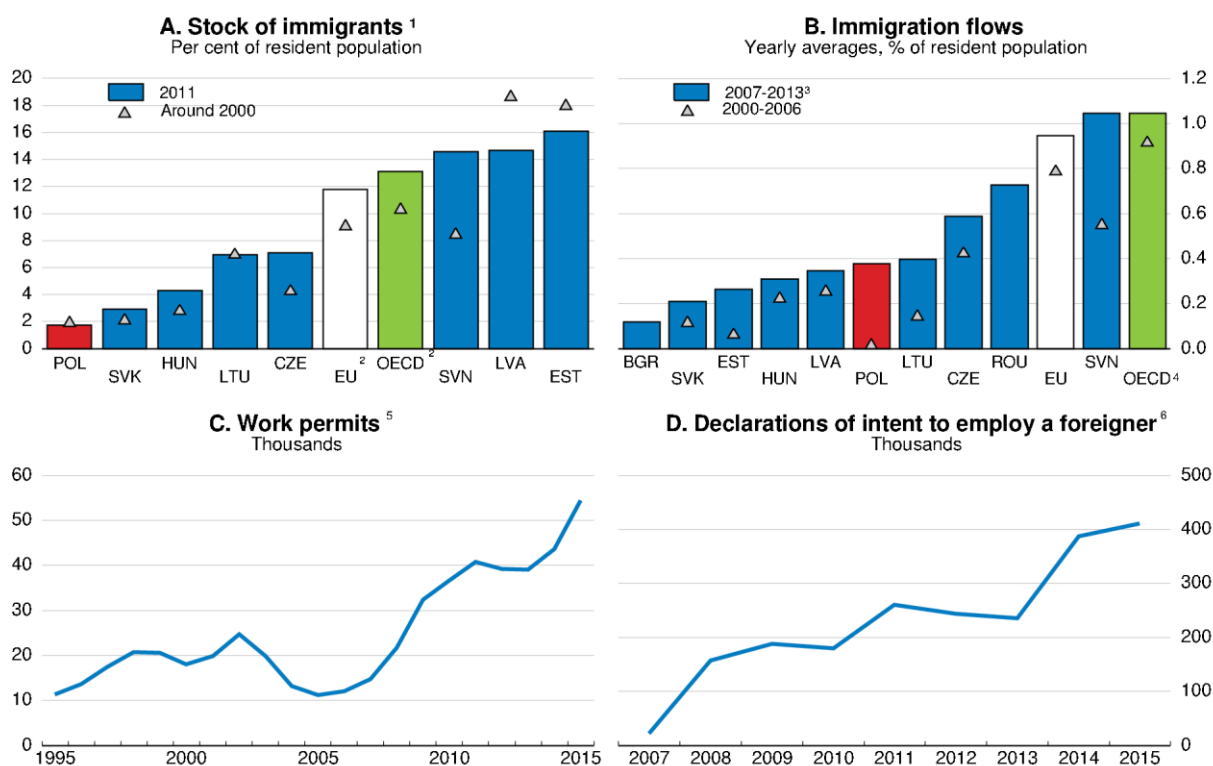 A. Stock of immigrants ¹
Per cent of resident population
20
18
16
14
12
10
8
6
4
2
0
2011
Around 2000
POL
SVK
HUN
LTU
CZE
EU ²
OECD ²
SVN
LVA
EST
B. Immigration flows
Yearly averages, % of resident population
1.2
1.0
0.8
0.6
0.4
0.2
0.0
2007-2013³
2000-2006
BGR
SVK
EST
HUN
LVA
POL
LTU
CZE
ROU
EU
SVN
OECD ⁴
C. Work permits ⁵
Thousands
60
50
40
30
20
10
0
1995
2000
2005
2010
2015
D. Declarations of intent to employ a foreigner ⁶
Thousands
500
400
300
200
100
0
2007
2008
2009
2010
2011
2012
2013
2014
2015